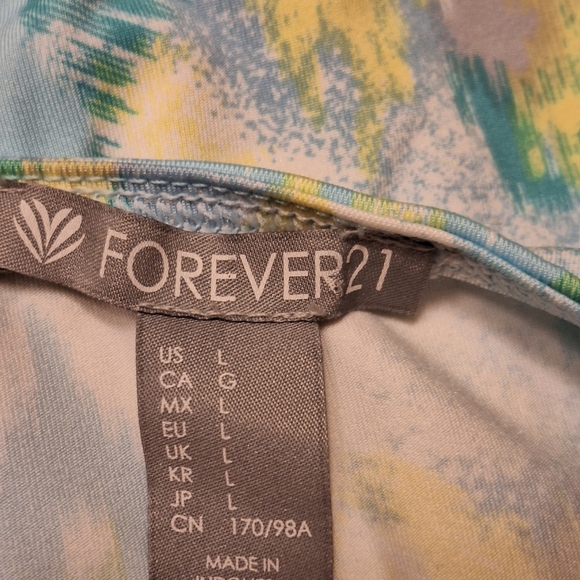 FOREVER21
US L
CA G
MX L
EU L
UK L
KR L
JP L
CN 170/98A
MADE IN